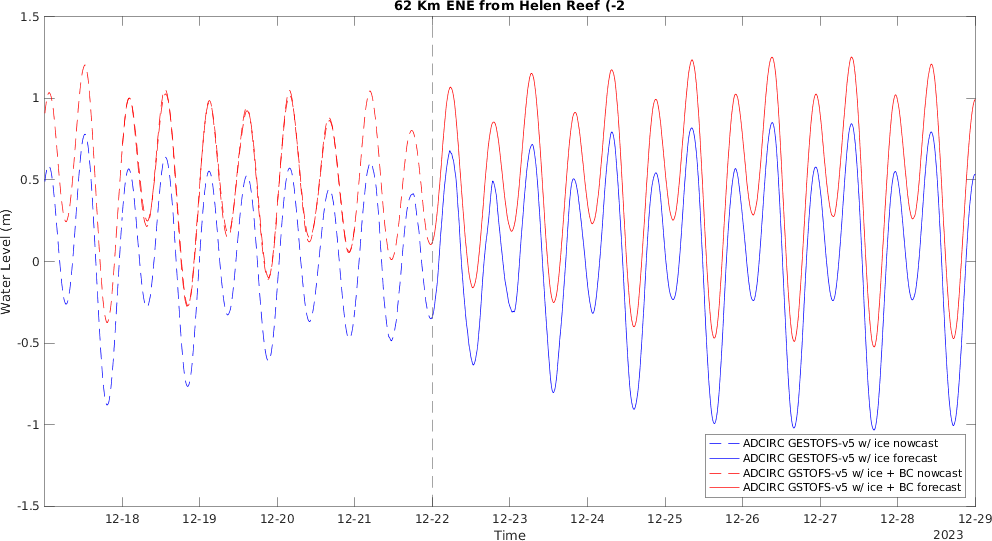 62 Km ENE from Helen Reef (-2
Water Level (m)
1.5
1
0.5
0
-0.5
-1
-1.5
ADCIRC GESTOFS-v5 w/ ice nowcast
ADCIRC GESTOFS-v5 w/ ice forecast
ADCIRC GSTOFS-v5 w/ ice + BC nowcast
ADCIRC GSTOFS-v5 w/ ice + BC forecast
12-18 12-19 12-20 12-21 12-22 12-23 12-24 12-25 12-26 12-27 12-28 12-29
Time
2023